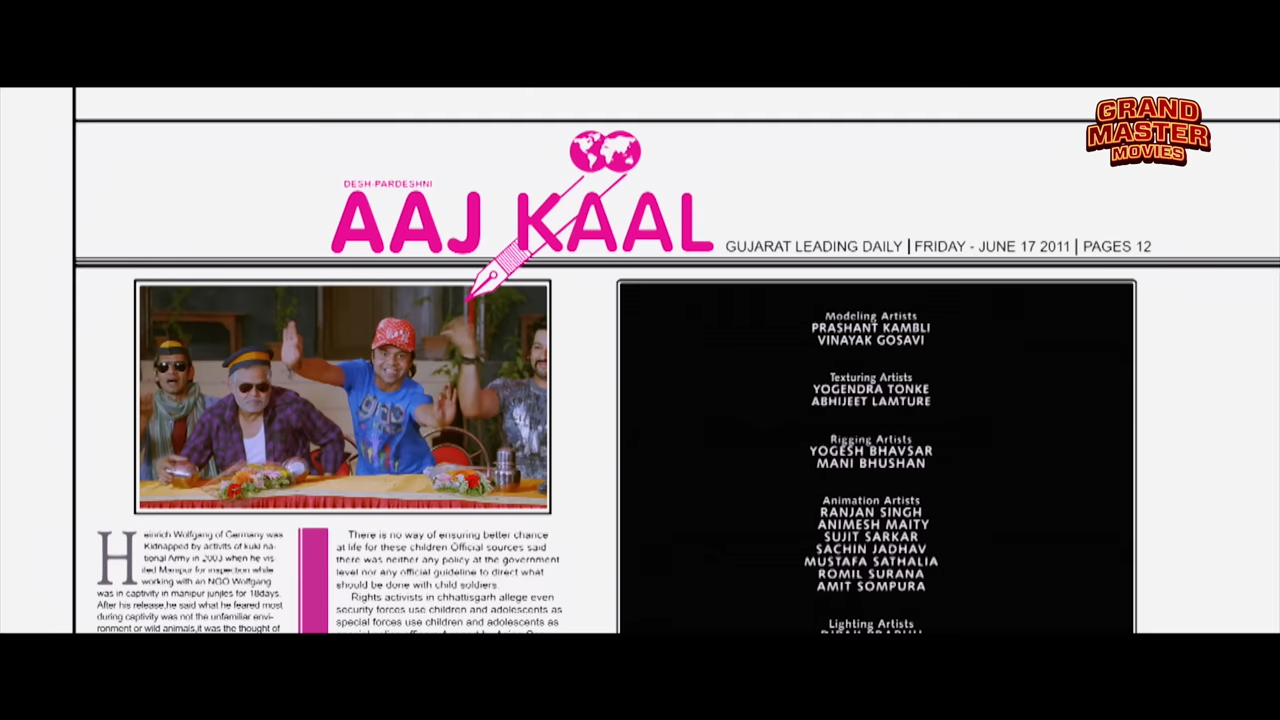 GRAND
MASTER
MOVIES
DESH-PARDESHNI
AAJ KAAL
GUJARAT LEADING DAILY | FRIDAY - JUNE 17 2011 | PAGES 12
Modeling Artists
PRASHANT KAMBLI
VINAYAK GOSAVI
Texturing Artists
YOGENDRA TONKE
ABHIJEET LAMTURE
Rigging Artists
YOGESH BHAVSAR
MANI BHUSHAN
Animation Artists
RANJAN SINGH
ANIMESH MAITY
SUJIT SARKAR
SACHIN JADHAV
MUSTAFA SATHALIA
ROMIL SURANA
AMIT SOMPURA
Lighting Artists
Heinrich Wolfgang of Germany was
Kidnapped by activits of kuki na-
tional Army in 2003 when he vis
ited Manipur for inspection while
working with an NGO Wolfgang
was in captivity in manipur junjles for 18days.
After his release,he said what he feared most
during captivity was not the unfamiliar envi-
ronment or wild animals,it was the thought of
There is no way of ensuring better chance
at life for these children Official sources said
there was neither any policy at the government
level nor any official guideline to direct what
should be done with child soldiers.
Rights activists in chhattisgarh allege even
security forces use children and adolescents as
special forces use children and adolescents as